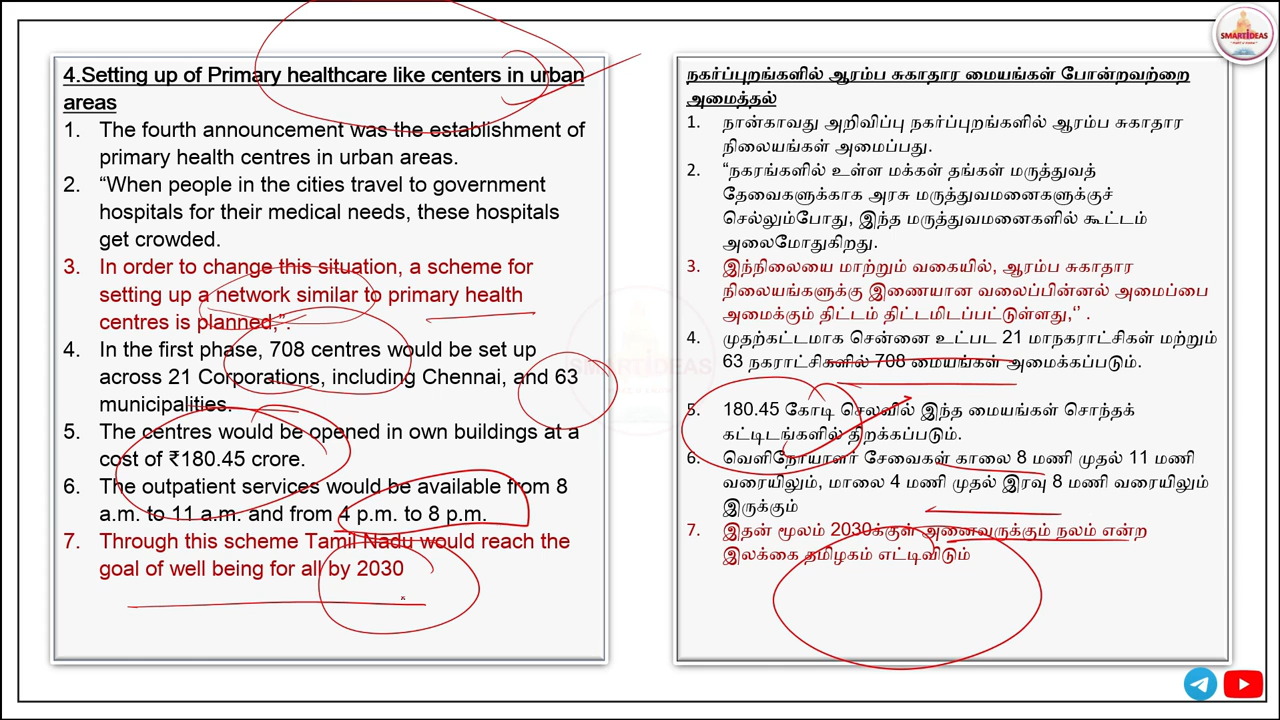 SMARTIDEAS
4.Setting up of Primary healthcare like centers in urban
areas
1. The fourth announcement was the establishment of
primary health centres in urban areas.
2. “When people in the cities travel to government
hospitals for their medical needs, these hospitals
get crowded.
3. In order to change this situation, a scheme for
setting up a network similar to primary health
centres is planned,”.
4. In the first phase, 708 centres would be set up
across 21 Corporations, including Chennai, and 63
municipalities.
5. The centres would be opened in own buildings at a
cost of ₹180.45 crore.
6. The outpatient services would be available from 8
a.m. to 11 a.m. and from 4 p.m. to 8 p.m.
7. Through this scheme Tamil Nadu would reach the
goal of well being for all by 2030
நகர்ப்புறங்களில் ஆரம்ப சுகாதார மையங்கள் போன்றவற்றை
அமைத்தல்
1. நான்காவது அறிவிப்பு நகர்ப்புறங்களில் ஆரம்ப சுகாதார
நிலையங்கள் அமைப்பது.
2. “நகரங்களில் உள்ள மக்கள் தங்கள் மருத்துவத்
தேவைகளுக்காக அரசு மருத்துவமனைகளுக்குச்
செல்லும்போது, இந்த மருத்துவமனைகளில் கூட்டம்
அலைமோதுகிறது.
3. இந்நிலையை மாற்றும் வகையில், ஆரம்ப சுகாதார
நிலையங்களுக்கு இணையான வலைப்பின்னல் அமைப்பை
அமைக்கும் திட்டம் திட்டமிடப்பட்டுள்ளது,‘’ .
4. முதற்கட்டமாக சென்னை உட்பட 21 மாநகராட்சிகள் மற்றும்
63 நகராட்சிகளில் 708 மையங்கள் அமைக்கப்படும்.
5. 180.45 கோடி செலவில் இந்த மையங்கள் சொந்தக்
கட்டிடங்களில் திறக்கப்படும்.
6. வெளிநோயாளர் சேவைகள் காலை 8 மணி முதல் 11 மணி
வரையிலும், மாலை 4 மணி முதல் இரவு 8 மணி வரையிலும்
இருக்கும்
7. இதன் மூலம் 2030க்குள் அனைவருக்கும் நலம் என்ற
இலக்கை தமிழகம் எட்டிவிடும்
SMARTIDEAS